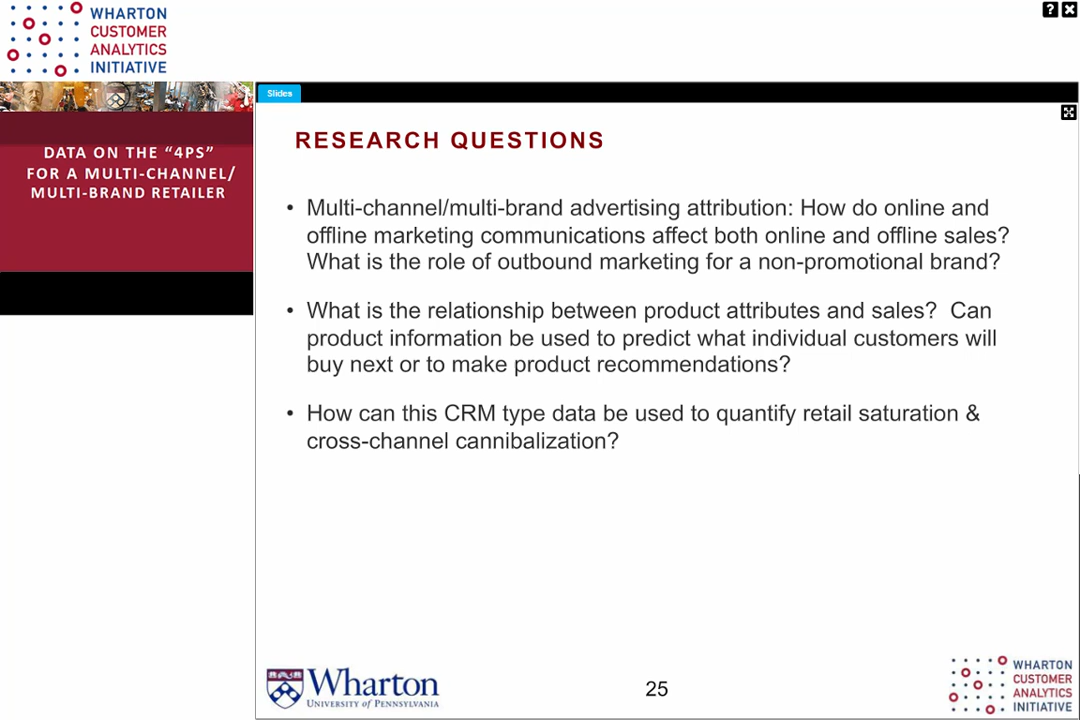 WHARTON
CUSTOMER
ANALYTICS
INITIATIVE
? x
DATA ON THE “4PS”
FOR A MULTI-CHANNEL/
MULTI-BRAND RETAILER
Slides
RESEARCH QUESTIONS
• Multi-channel/multi-brand advertising attribution: How do online and
offline marketing communications affect both online and offline sales?
What is the role of outbound marketing for a non-promotional brand?
• What is the relationship between product attributes and sales?  Can
product information be used to predict what individual customers will
buy next or to make product recommendations?
• How can this CRM type data be used to quantify retail saturation &
cross-channel cannibalization?
Wharton
UNIVERSITY OF PENNSYLVANIA
25
WHARTON
CUSTOMER
ANALYTICS
INITIATIVE